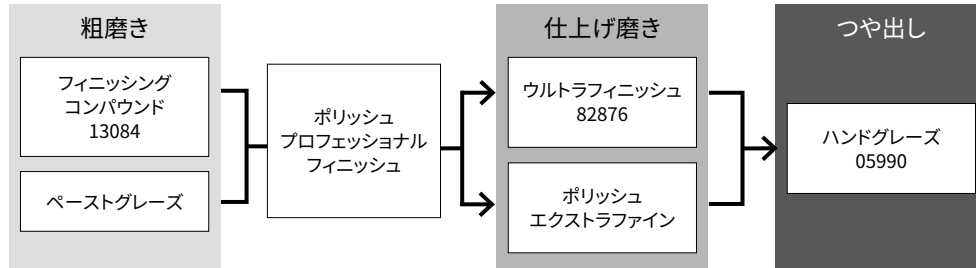 粗磨き
フィニッシング
コンパウンド
13084
ペーストグレーズ
ポリッシュ
プロフェッショナル
フィニッシュ
仕上げ磨き
ウルトラフィニッシュ
82876
ポリッシュ
エクストラファイン
つや出し
ハンドグレーズ
05990